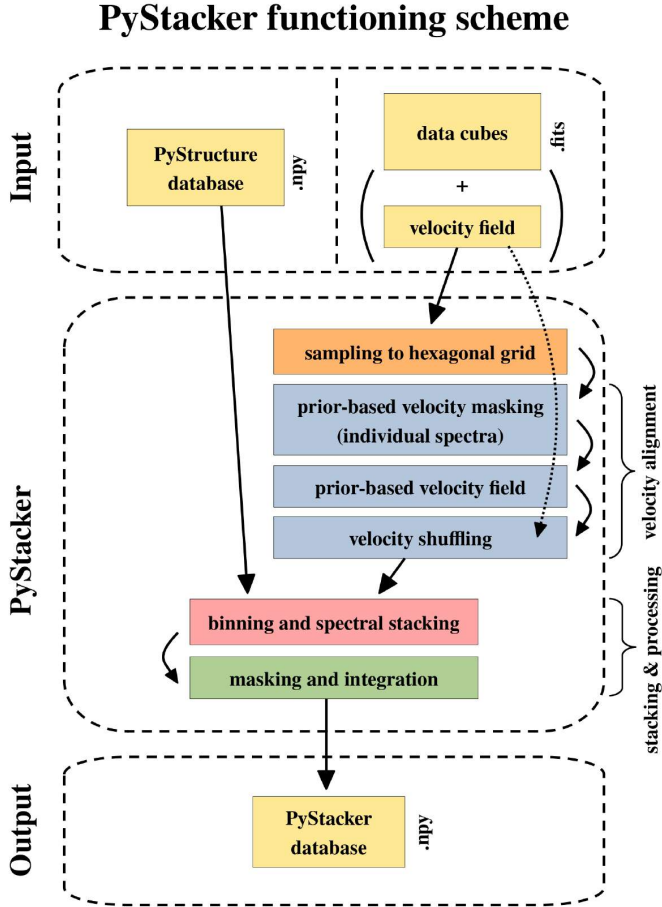 PyStacker functioning scheme
Input
PyStructure
database
.npy
data cubes
.fits
+
velocity field
PyStacker
sampling to hexagonal grid
prior-based velocity masking
(individual spectra)
prior-based velocity field
velocity shuffling
velocity alignment
binning and spectral stacking
masking and integration
stacking & processing
Output
PyStacker
database
.npy